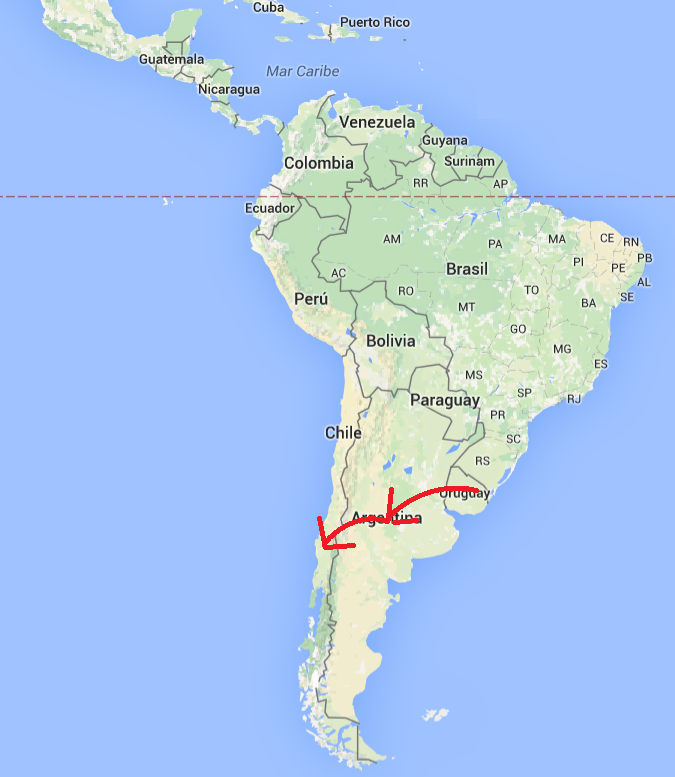 Cuba
Puerto Rico
Guatemala
Mar Caribe
Nicaragua
Venezuela
Guyana
Colombia
Surinam
RR
AP
Ecuador
AM
PA
MA
CE
RN
PB
PI
PE
AL
Brasil
AC
RO
TO
SE
Perú
MT
BA
GO
Bolivia
MG
ES
MS
SP
RJ
Paraguay
PR
Chile
SC
RS
Uruguay
Argentina